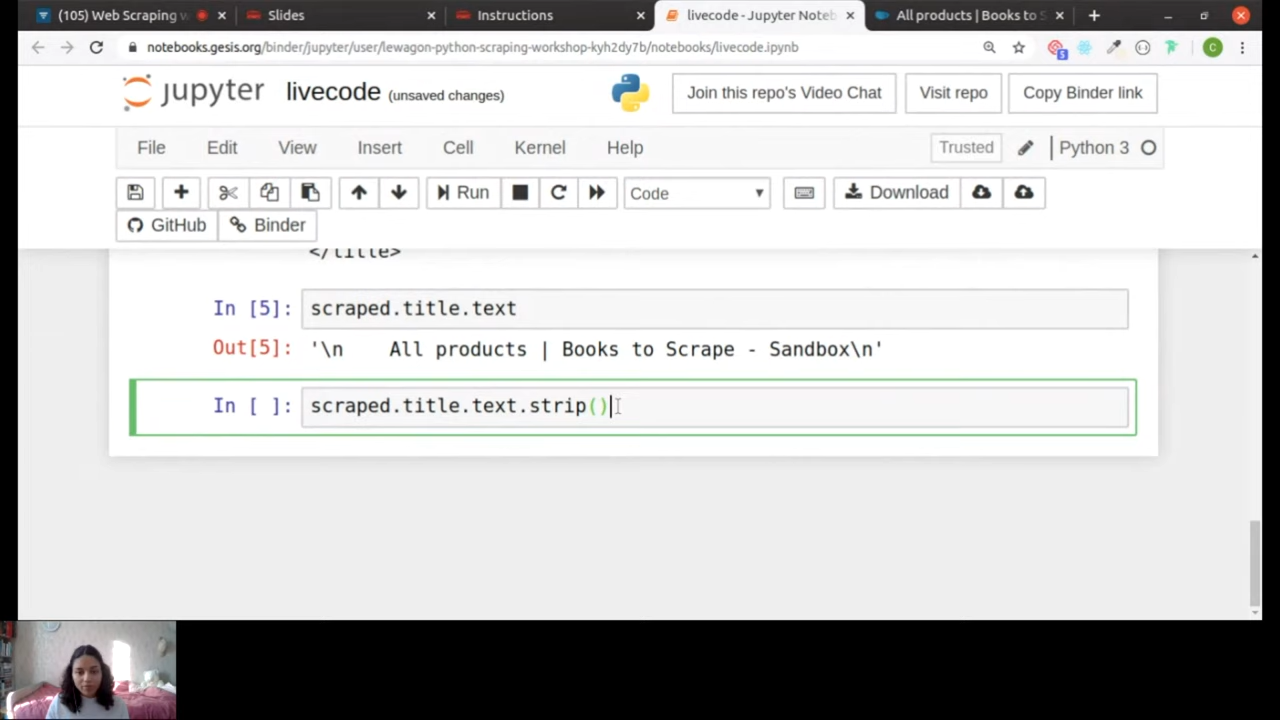 (105) Web Scraping w
Slides
Instructions
livecode - Jupyter Noteb
All products | Books to S
notebooks.gesis.org/binder/jupyter/user/lewagon-python-scraping-workshop-kyh2dy7b/notebooks/livecode.ipynb
5
C
jupyter livecode (unsaved changes)
Join this repo's Video Chat
Visit repo
Copy Binder link
File Edit View Insert Cell Kernel Help
Trusted
Python 3
Run
Code
Download
GitHub
Binder
</title>
In [5]: scraped.title.text
Out[5]: '\n    All products | Books to Scrape - Sandbox\n'
In [ ]: scraped.title.text.strip()